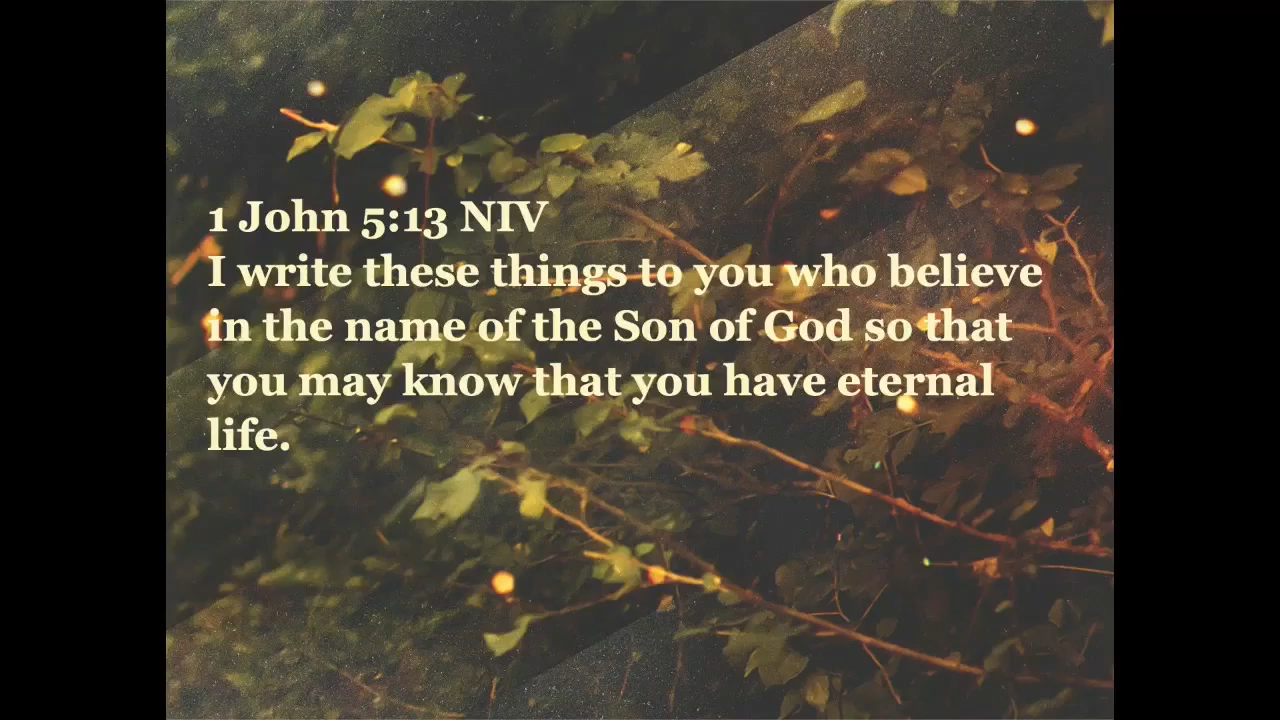 1 John 5:13 NIV
I write these things to you who believe
in the name of the Son of God so that
you may know that you have eternal
life.